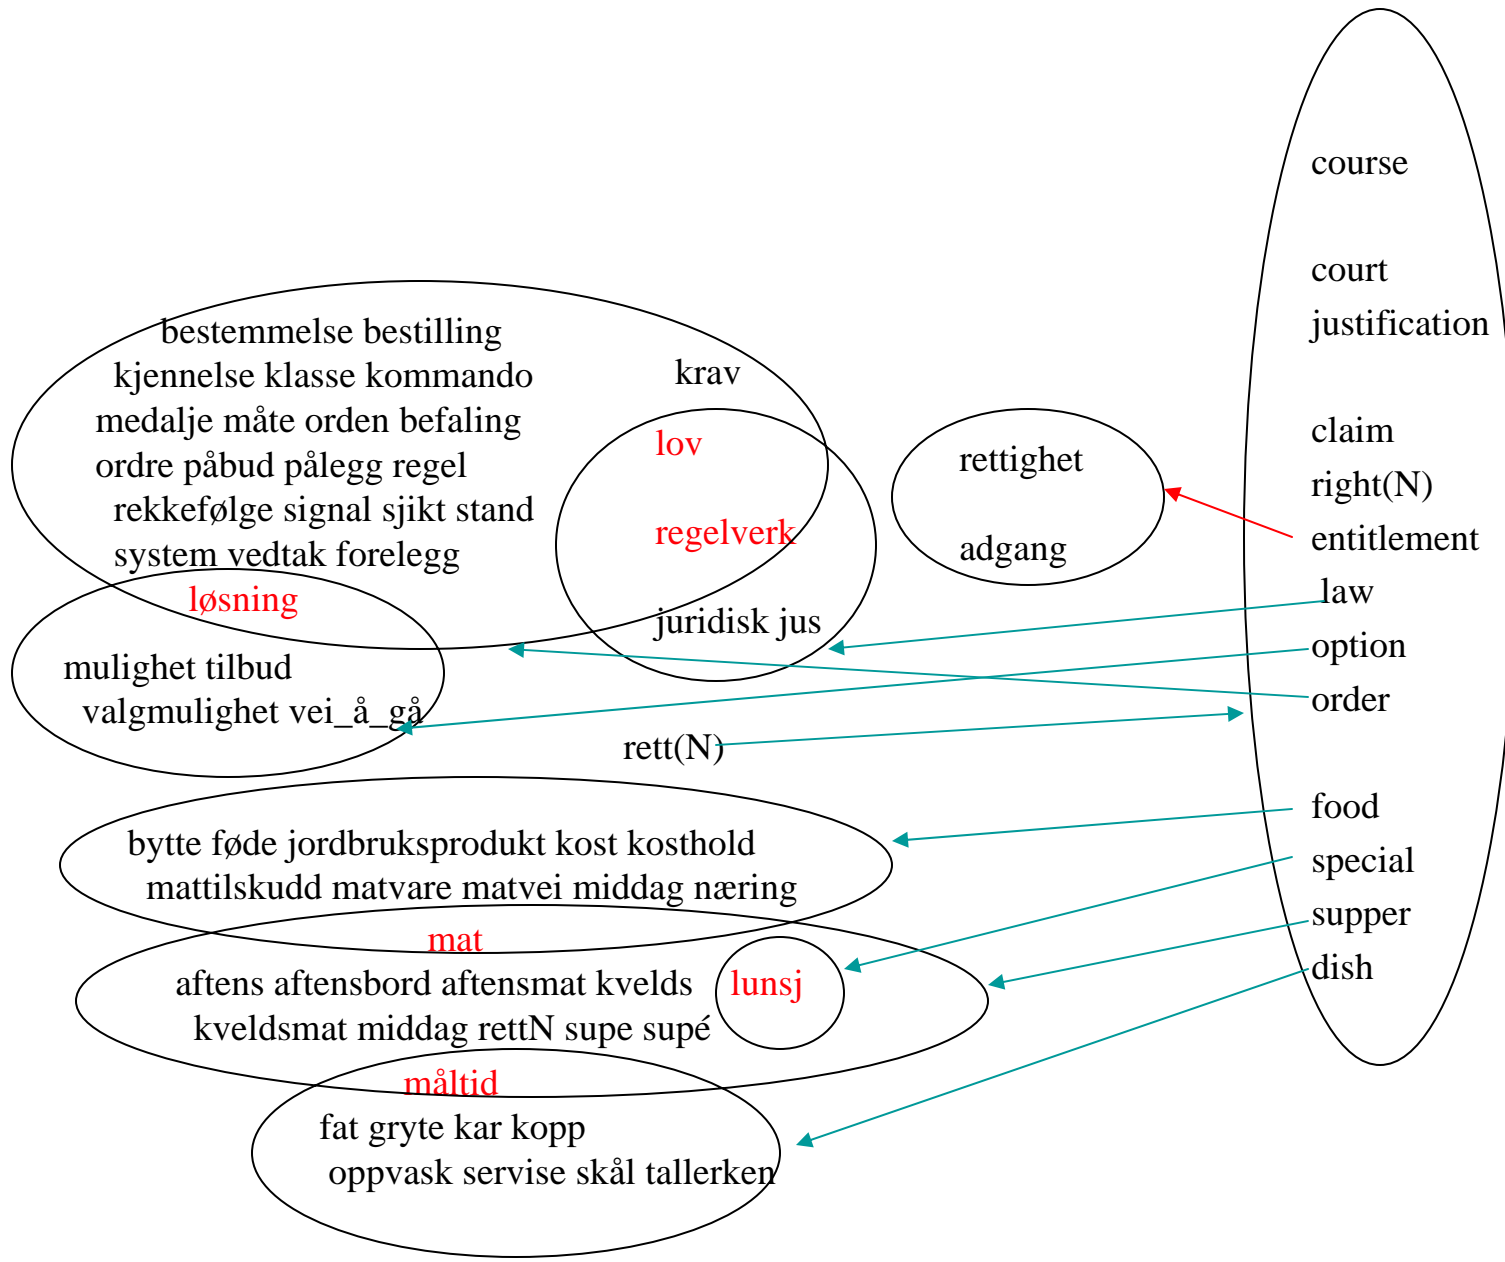 course
court
justification
claim
right(N)
entitlement
law
option
order
food
special
supper
dish
bestemmelse bestilling
kjennelse klasse kommando
medalje måte orden befaling
ordre påbud pålegg regel
rekkefølge signal sjikt stand
system vedtak forelegg
løsning
krav
lov
regelverk
juridisk jus
rettighet
adgang
mulighet tilbud
valgmulighet vei_å_gå
rett(N)
bytte føde jordbruksprodukt kost kosthold
mattilskudd matvare matvei middag næring
mat
aftens aftensbord aftensmat kvelds
kveldsmat middag rettN supe supé
lunsj
måltid
fat gryte kar kopp
oppvask servise skål tallerken